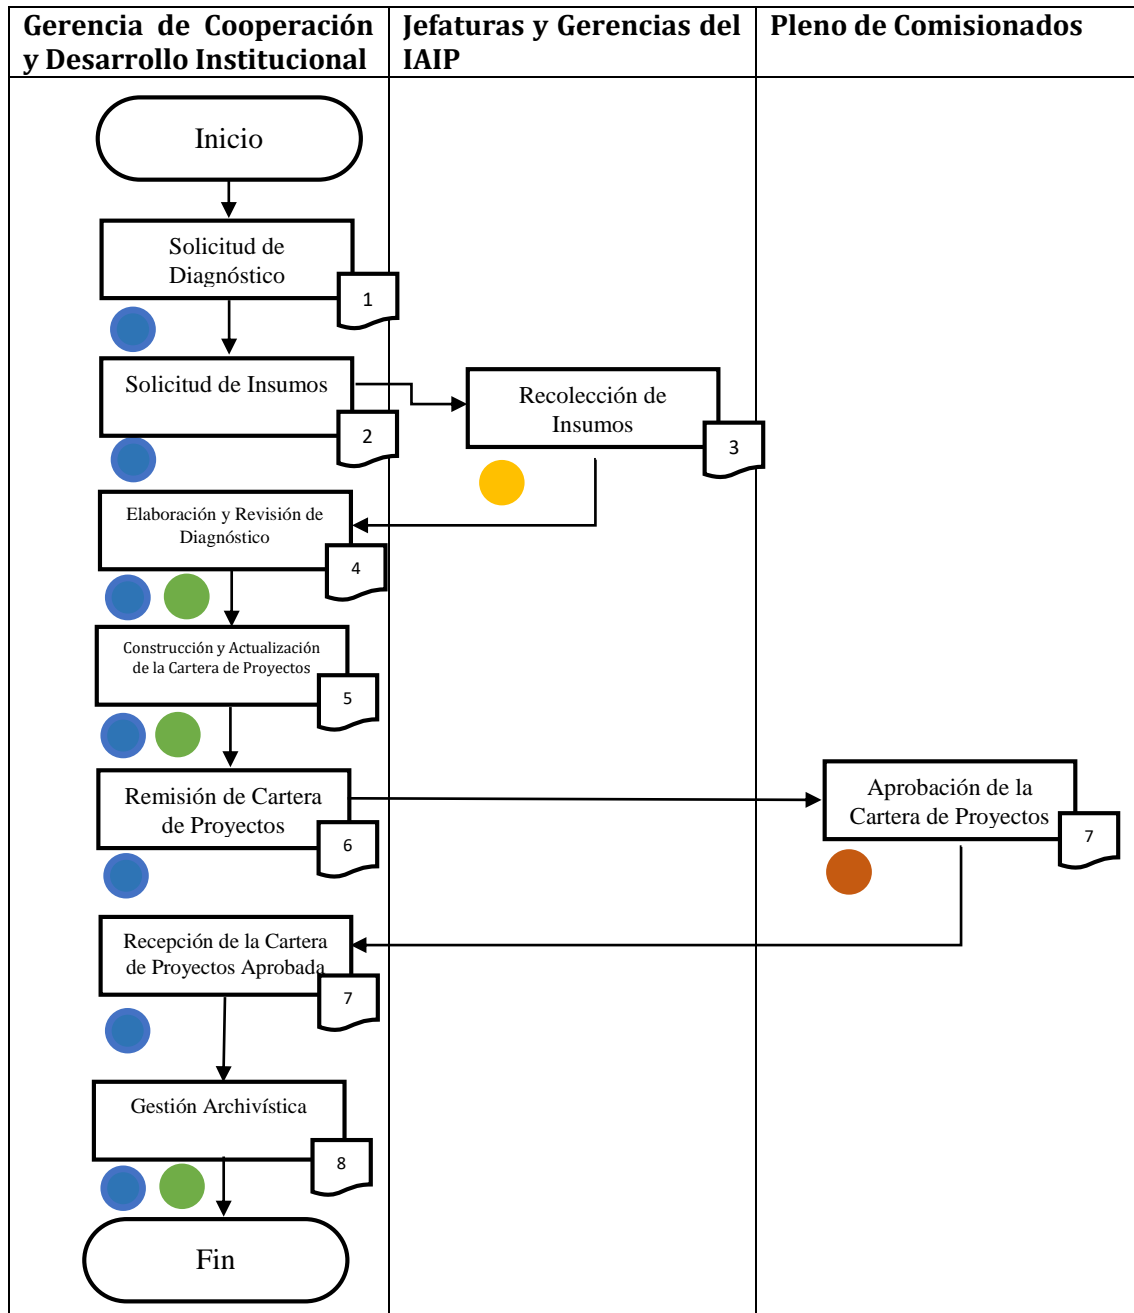 Gerencia de Cooperación
y Desarrollo Institucional
Jefaturas y Gerencias del
IAIP
Pleno de Comisionados
Inicio
Solicitud de
Diagnóstico
1
Solicitud de Insumos
2
Recolección de
Insumos
3
Elaboración y Revisión de
Diagnóstico
4
Construcción y Actualización
de la Cartera de Proyectos
5
Remisión de Cartera
de Proyectos
6
Aprobación de la
Cartera de Proyectos
7
Recepción de la Cartera
de Proyectos Aprobada
7
Gestión Archivística
8
Fin